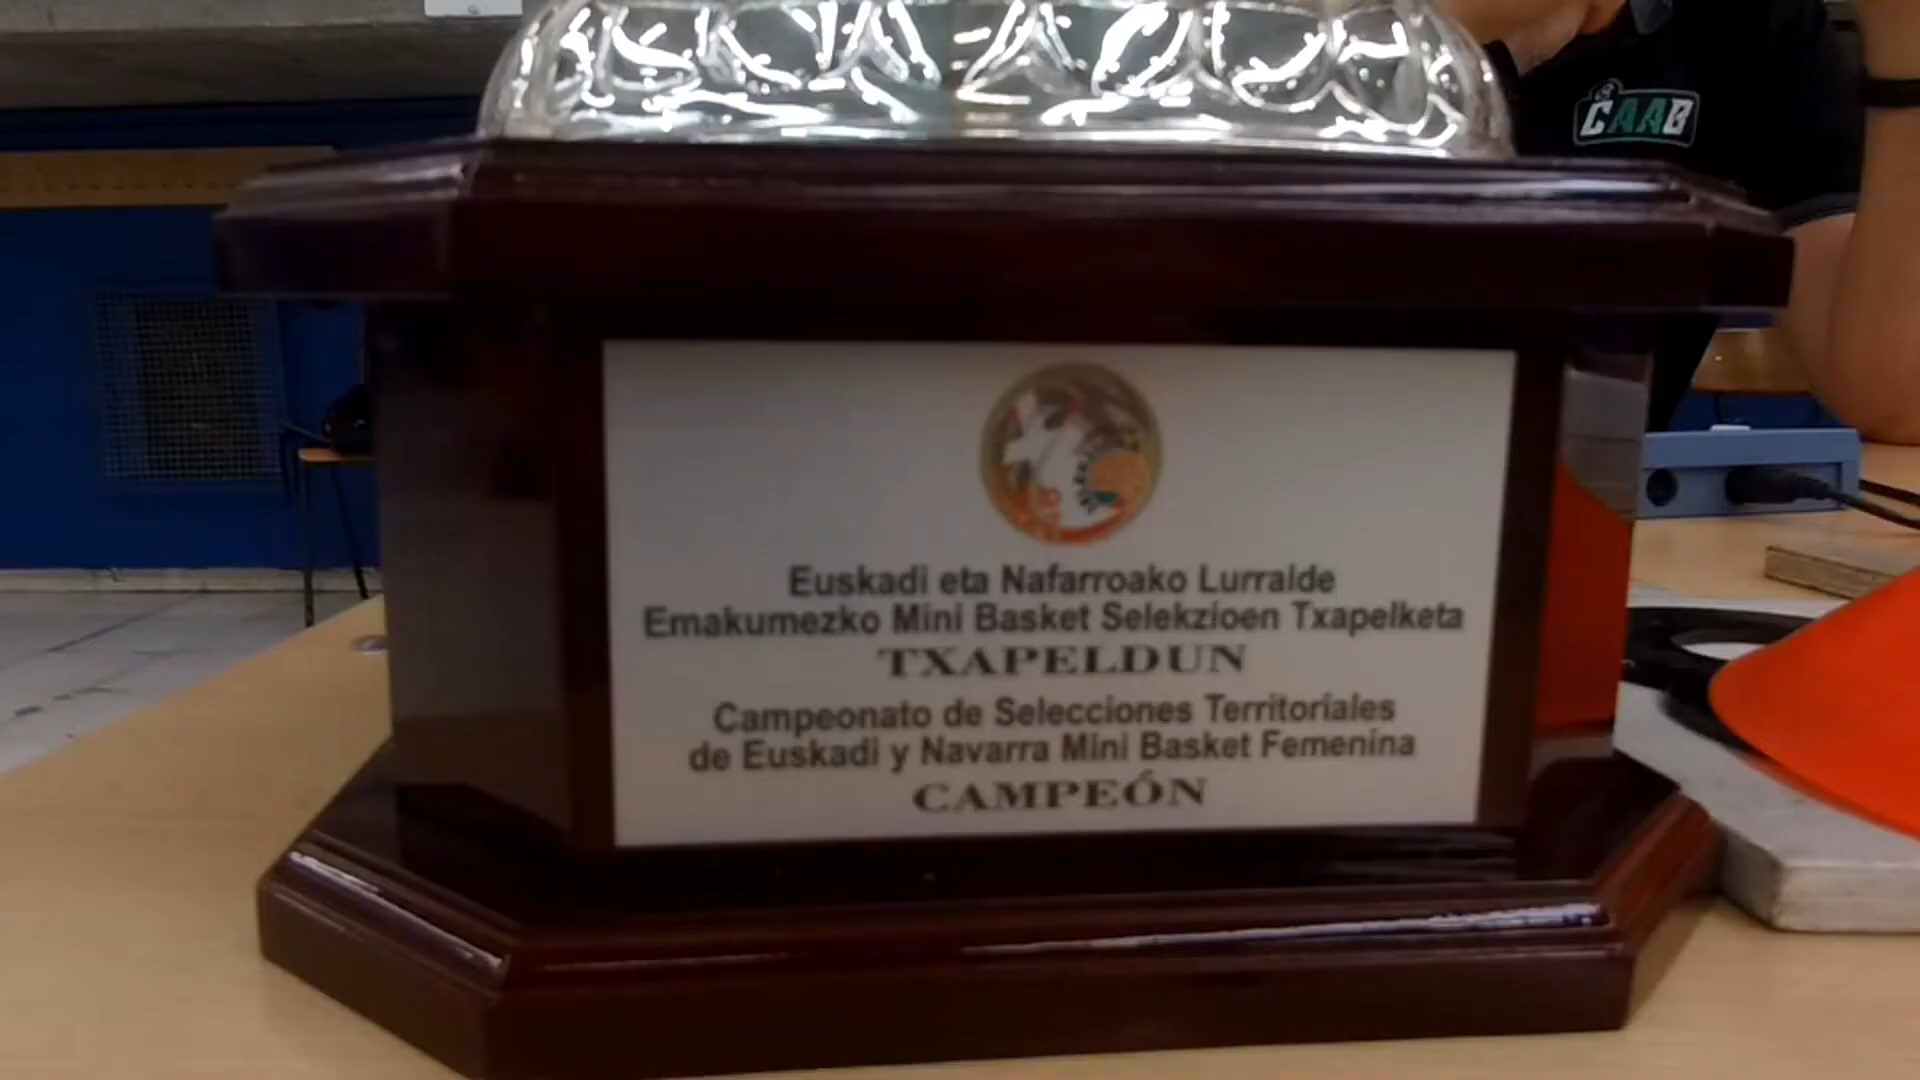 CAAB
Euskadi eta Nafarroako Lurralde
Emakumezko Mini Basket Selekzioen Txapelketa
TXAPELDUN
Campeonato de Selecciones Territoriales
de Euskadi y Navarra Mini Basket Femenina
CAMPEÓN